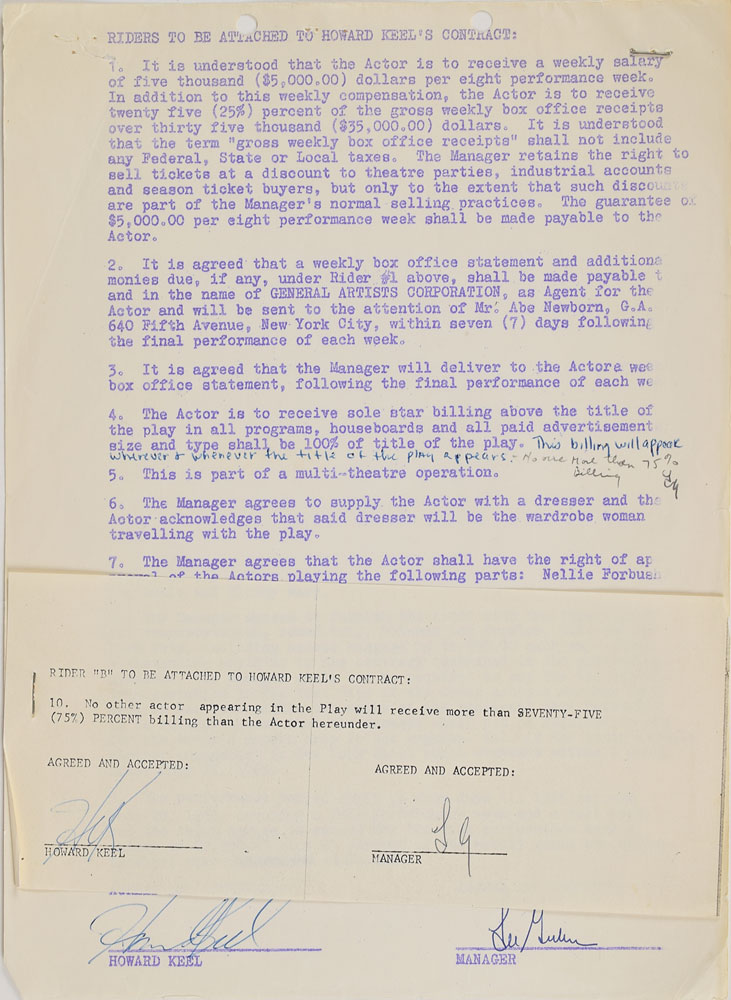 RIDERS TO BE ATTACHED TO HOWARD KEEL'S CONTRACT:
1. It is understood that the Actor is to receive a weekly salary
of five thousand ($5,000.00) dollars per eight performance week.
In addition to this weekly compensation, the Actor is to receive
twenty five (25%) percent of the gross weekly box office receipts
over thirty five thousand ($35,000.00) dollars. It is understood
that the term "gross weekly box office receipts" shall not include
any Federal, State or Local taxes. The Manager retains the right to
sell tickets at a discount to theatre parties, industrial accounts
and season ticket buyers, but only to the extent that such discounts
are part of the Manager's normal selling practices. The guarantee of
$5,000.00 per eight performance week shall be made payable to the
Actor.
2. It is agreed that a weekly box office statement and additiona
monies due, if any, under Rider #1 above, shall be made payable t
and in the name of GENERAL ARTISTS CORPORATION, as Agent for the
Actor and will be sent to the attention of Mr. Abe Newborn, G.A.
640 Fifth Avenue, New York City, within seven (7) days following
the final performance of each week.
3. It is agreed that the Manager will deliver to the Actor a wee
box office statement, following the final performance of each we
4. The Actor is to receive sole star billing above the title of
the play in all programs, houseboards and all paid advertisement
size and type shall be 100% of title of the play. This billing will appear
wherever & whenever the title of the play appears. - No one more than 75%
billing
LG
5. This is part of a multi-theatre operation.
6. The Manager agrees to supply the Actor with a dresser and the
Actor acknowledges that said dresser will be the wardrobe woman
travelling with the play.
7. The Manager agrees that the Actor shall have the right of ap
proval of the Actors playing the following parts: Nellie Forbush
RIDER "B" TO BE ATTACHED TO HOWARD KEEL'S CONTRACT:
10. No other actor appearing in the Play will receive more than SEVENTY-FIVE
(75%) PERCENT billing than the Actor hereunder.
AGREED AND ACCEPTED: AGREED AND ACCEPTED:
HK LG
HOWARD KEEL MANAGER
Howard Keel Lee Guber
HOWARD KEEL MANAGER